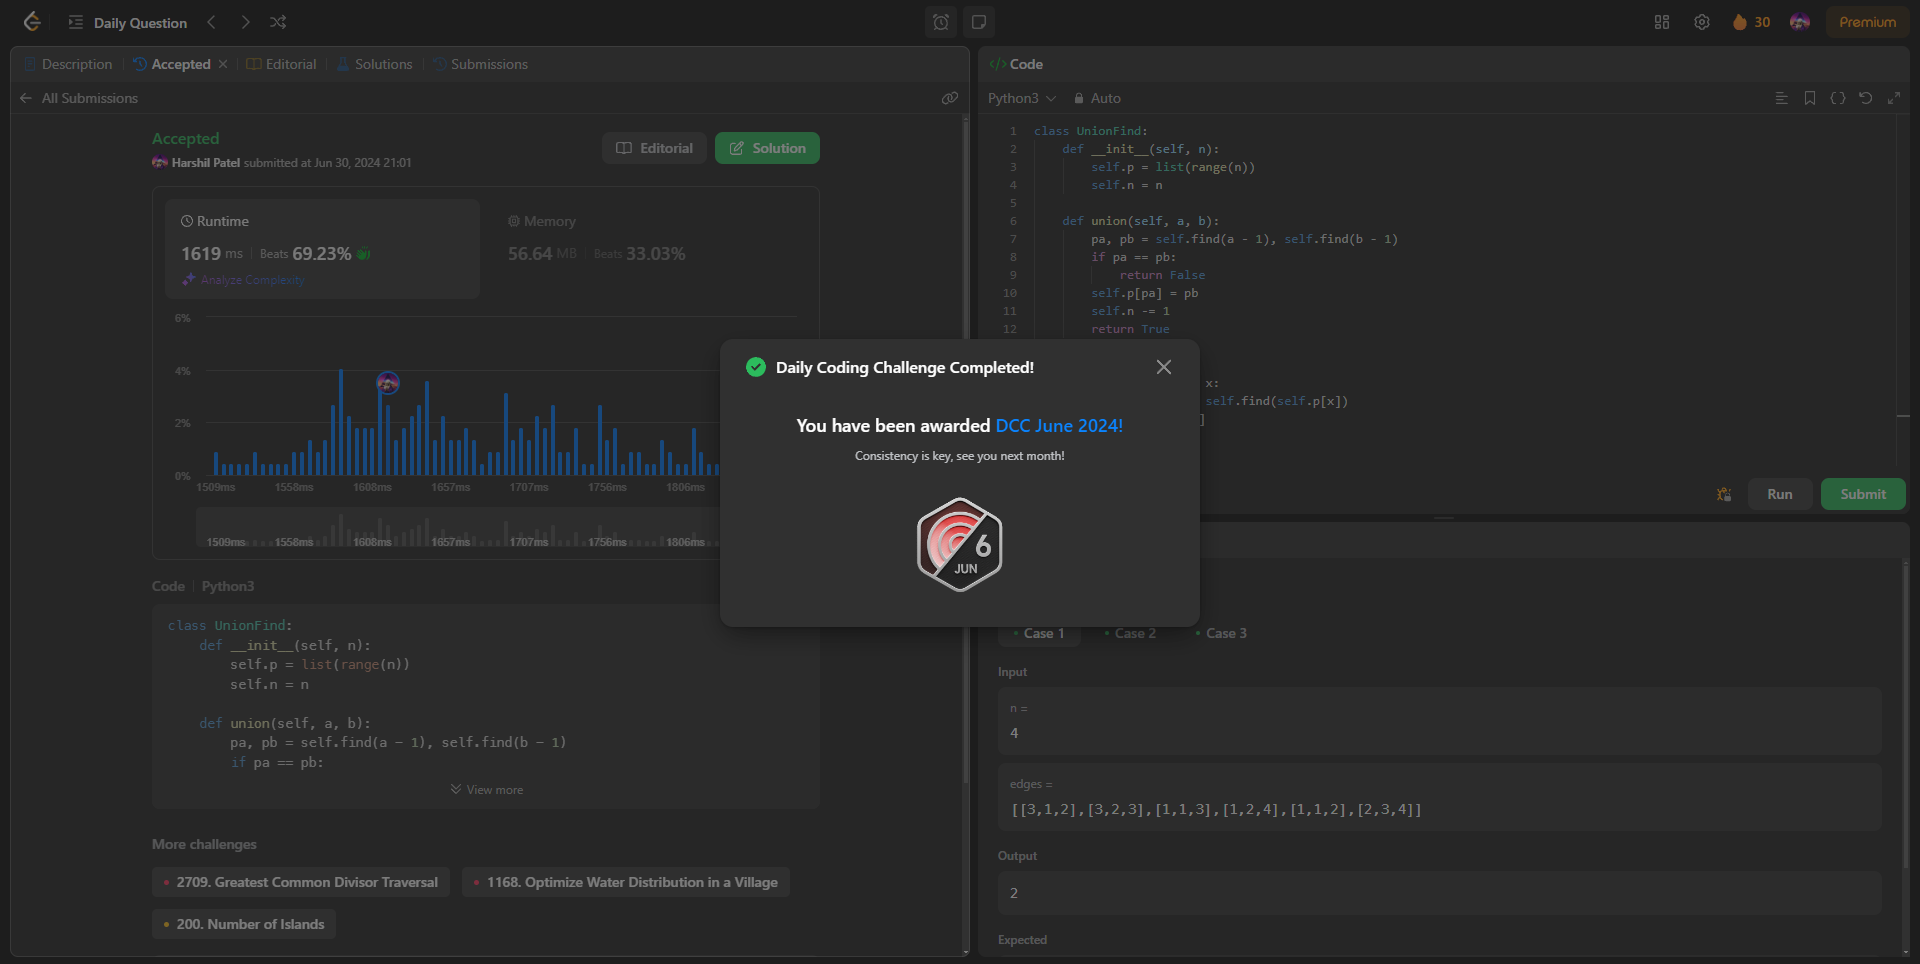 Daily Question
30
Premium
Description
Accepted
Editorial
Solutions
Submissions
All Submissions
Accepted
Harshil Patel submitted at Jun 30, 2024 21:01
Editorial
Solution
Runtime
1619 ms
Beats 69.23%
Analyze Complexity
Memory
56.64 MB
Beats 33.03%
6%
4%
2%
0%
1509ms
1558ms
1608ms
1657ms
1707ms
1756ms
1806ms
1509ms
1558ms
1608ms
1657ms
1707ms
1756ms
1806ms
Code
Python3
class UnionFind:
def __init__(self, n):
self.p = list(range(n))
self.n = n
def union(self, a, b):
pa, pb = self.find(a - 1), self.find(b - 1)
if pa == pb:
View more
More challenges
2709. Greatest Common Divisor Traversal
1168. Optimize Water Distribution in a Village
200. Number of Islands
Code
Python3
Auto
1 class UnionFind:
2 def __init__(self, n):
3 self.p = list(range(n))
4 self.n = n
5
6 def union(self, a, b):
7 pa, pb = self.find(a - 1), self.find(b - 1)
8 if pa == pb:
9 return False
10 self.p[pa] = pb
11 self.n -= 1
12 return True
x:
self.find(self.p[x])
]
Run
Submit
Daily Coding Challenge Completed!
You have been awarded DCC June 2024!
Consistency is key, see you next month!
6
JUN
Case 1
Case 2
Case 3
Input
n =
4
edges =
[[3,1,2],[3,2,3],[1,1,3],[1,2,4],[1,1,2],[2,3,4]]
Output
2
Expected